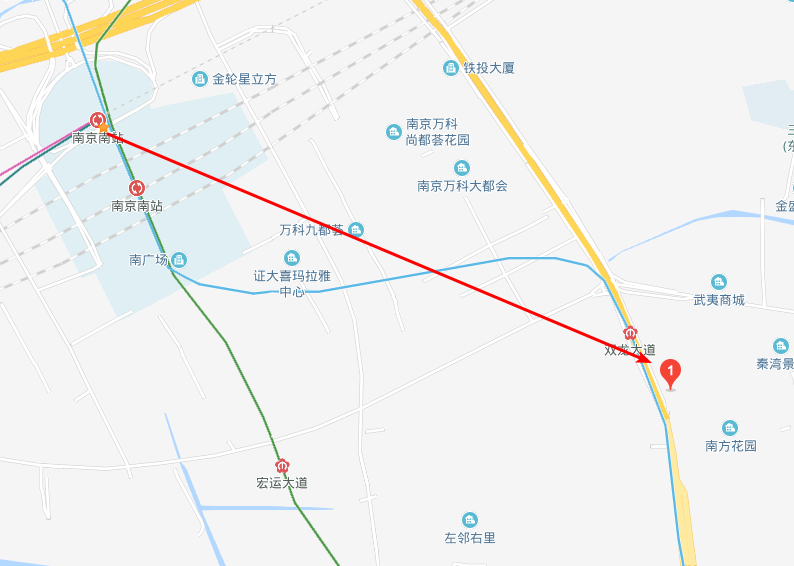 铁投大厦
金轮星立方
南京万科
尚都荟花园
南京南站
南京万科大都会
南京南站
金盛
万科九都荟
南广场
证大喜玛拉雅
中心
武夷商城
双龙大道
1
秦湾景
南方花园
宏运大道
左邻右里